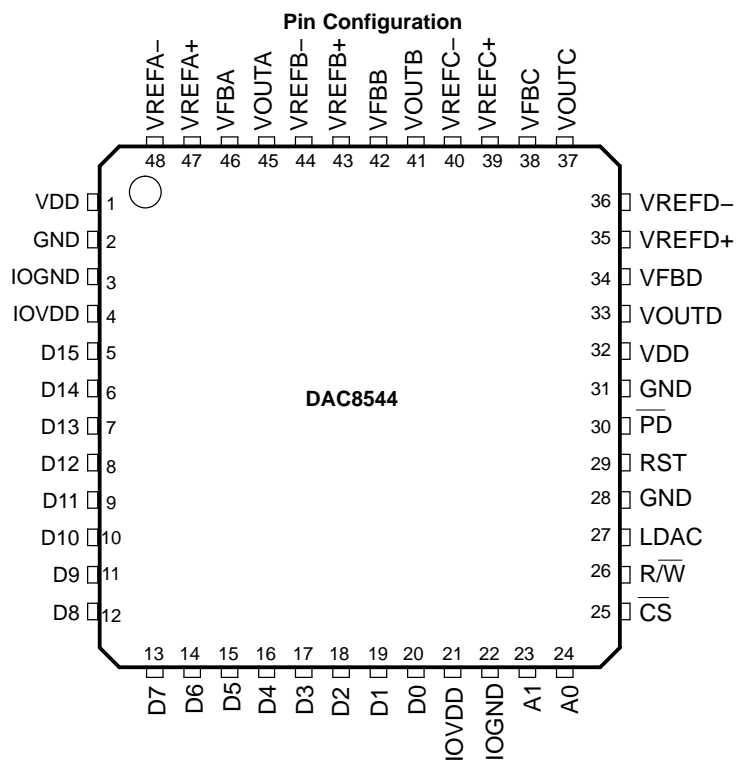 Pin Configuration
VREFA−
VREFA+
VFBA
VOUTA
VREFB−
VREFB+
VFBB
VOUTB
VREFC−
VREFC+
VFBC
VOUTC
48 47 46 45 44 43 42 41 40 39 38 37
VDD 1
GND 2
IOGND 3
IOVDD 4
D15 5
D14 6
D13 7
D12 8
D11 9
D10 10
D9 11
D8 12
DAC8544
36 VREFD−
35 VREFD+
34 VFBD
33 VOUTD
32 VDD
31 GND
30 P̅D̅
29 RST
28 GND
27 LDAC
26 R/W̅
25 C̅S̅
13 14 15 16 17 18 19 20 21 22 23 24
D7
D6
D5
D4
D3
D2
D1
D0
IOVDD
IOGND
A1
A0